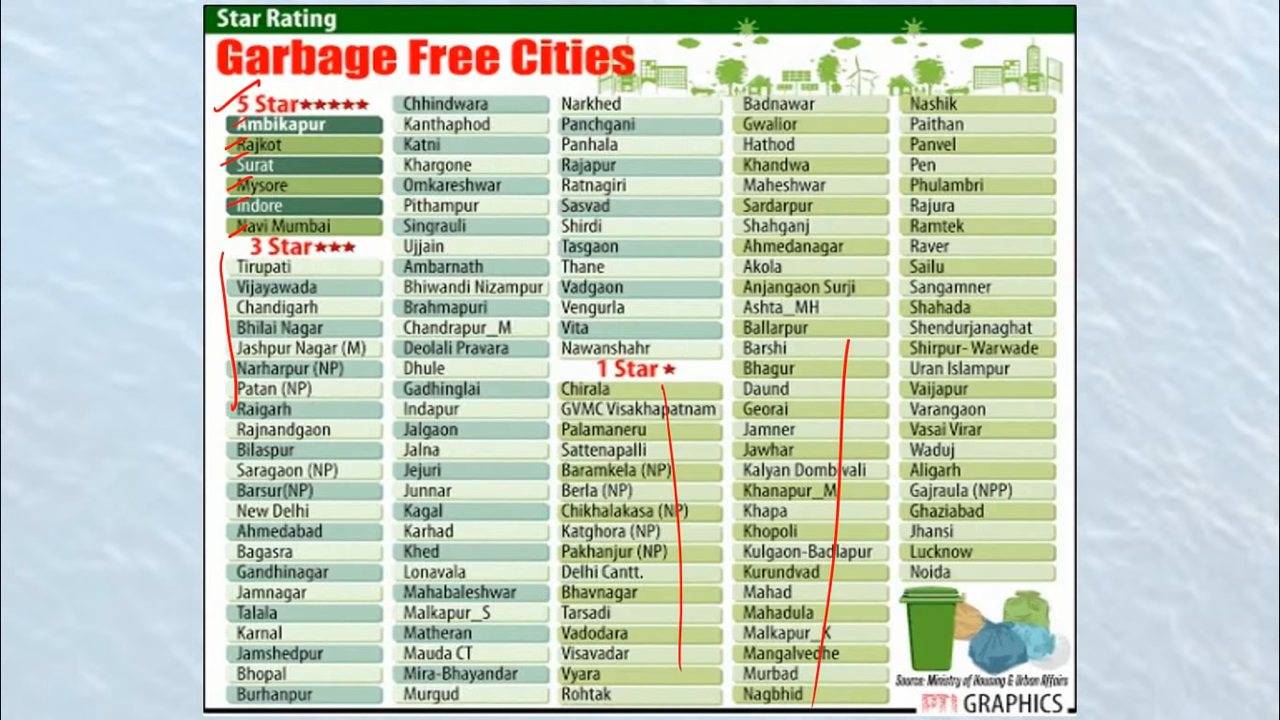 Star Rating
Garbage Free Cities
5 Star★★★★★
Ambikapur
Rajkot
Surat
Mysore
Indore
Navi Mumbai
3 Star★★★
Tirupati
Vijayawada
Chandigarh
Bhilai Nagar
Jashpur Nagar (M)
Narharpur (NP)
Patan (NP)
Raigarh
Rajnandgaon
Bilaspur
Saragaon (NP)
Barsur(NP)
New Delhi
Ahmedabad
Bagasra
Gandhinagar
Jamnagar
Talala
Karnal
Jamshedpur
Bhopal
Burhanpur
Chhindwara
Kanthaphod
Katni
Khargone
Omkareshwar
Pithampur
Singrauli
Ujjain
Ambarnath
Bhiwandi Nizampur
Brahmapuri
Chandrapur_M
Deolali Pravara
Dhule
Gadhinglai
Indapur
Jalgaon
Jalna
Jejuri
Junnar
Kagal
Karhad
Khed
Lonavala
Mahabaleshwar
Malkapur_S
Matheran
Mauda CT
Mira-Bhayandar
Murgud
Narkhed
Panchgani
Panhala
Rajapur
Ratnagiri
Sasvad
Shirdi
Tasgaon
Thane
Vadgaon
Vengurla
Vita
Nawanshahr
1 Star★
Chirala
GVMC Visakhapatnam
Palamaneru
Sattenapalli
Baramkela (NP)
Berla (NP)
Chikhalakasa (NP)
Katghora (NP)
Pakhanjur (NP)
Delhi Cantt.
Bhavnagar
Tarsadi
Vadodara
Visavadar
Vyara
Rohtak
Badnawar
Gwalior
Hathod
Khandwa
Maheshwar
Sardarpur
Shahganj
Ahmedanagar
Akola
Anjangaon Surji
Ashta_MH
Ballarpur
Barshi
Bhagur
Daund
Georai
Jamner
Jawhar
Kalyan Dombivali
Khanapur_M
Khapa
Khopoli
Kulgaon-Badlapur
Kurundvad
Mahad
Mahadula
Malkapur_K
Mangalvedhe
Murbad
Nagbhid
Nashik
Paithan
Panvel
Pen
Phulambri
Rajura
Ramtek
Raver
Sailu
Sangamner
Shahada
Shendurjanaghat
Shirpur- Warwade
Uran Islampur
Vaijapur
Varangaon
Vasai Virar
Waduj
Aligarh
Gajraula (NPP)
Ghaziabad
Jhansi
Lucknow
Noida
Source: Ministry of Housing & Urban Affairs
PTI GRAPHICS